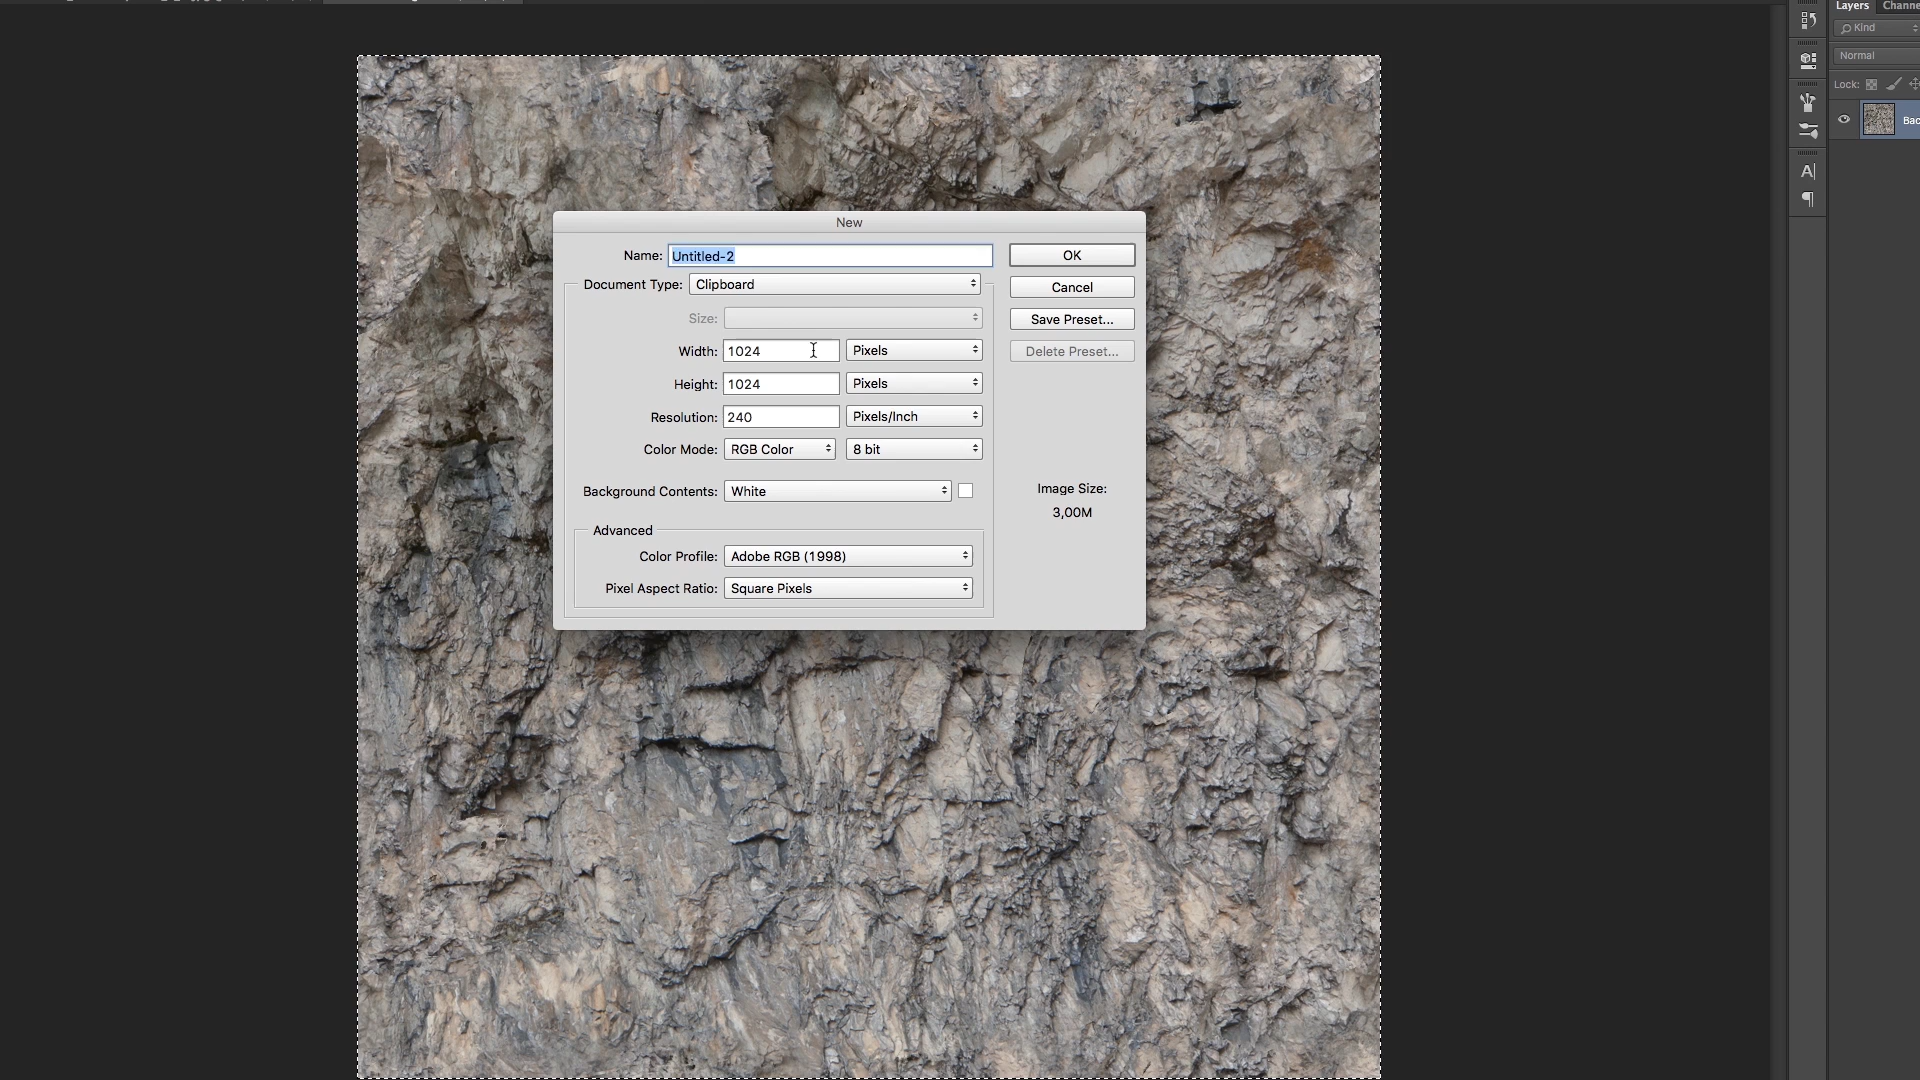 Layers Channe
Kind
Normal
Lock:
Bac
New
Name: Untitled-2
OK
Document Type: Clipboard
Cancel
Size:
Save Preset...
Width: 1024 Pixels
Delete Preset...
Height: 1024 Pixels
Resolution: 240 Pixels/Inch
Color Mode: RGB Color 8 bit
Background Contents: White
Image Size:
3,00M
Advanced
Color Profile: Adobe RGB (1998)
Pixel Aspect Ratio: Square Pixels